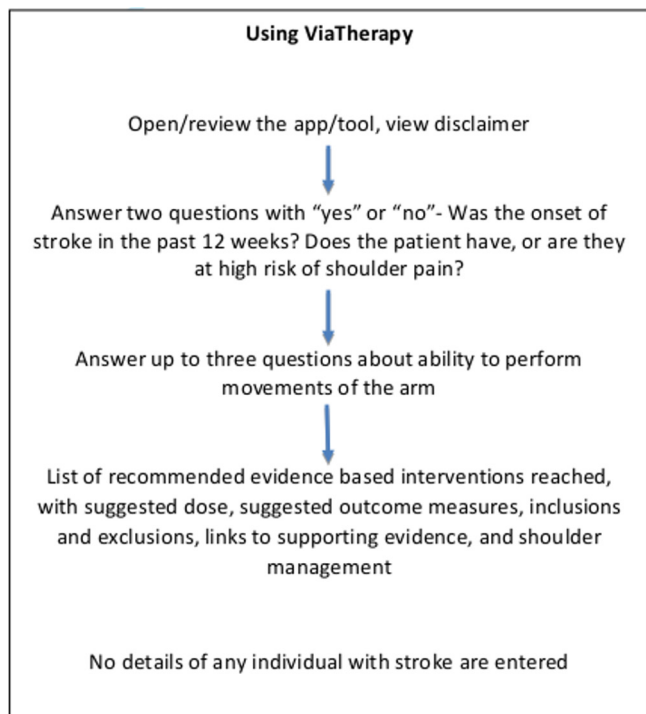 Using ViaTherapy
Open/review the app/tool, view disclaimer
Answer two questions with “yes” or “no”- Was the onset of
stroke in the past 12 weeks? Does the patient have, or are they
at high risk of shoulder pain?
Answer up to three questions about ability to perform
movements of the arm
List of recommended evidence based interventions reached,
with suggested dose, suggested outcome measures, inclusions
and exclusions, links to supporting evidence, and shoulder
management
No details of any individual with stroke are entered